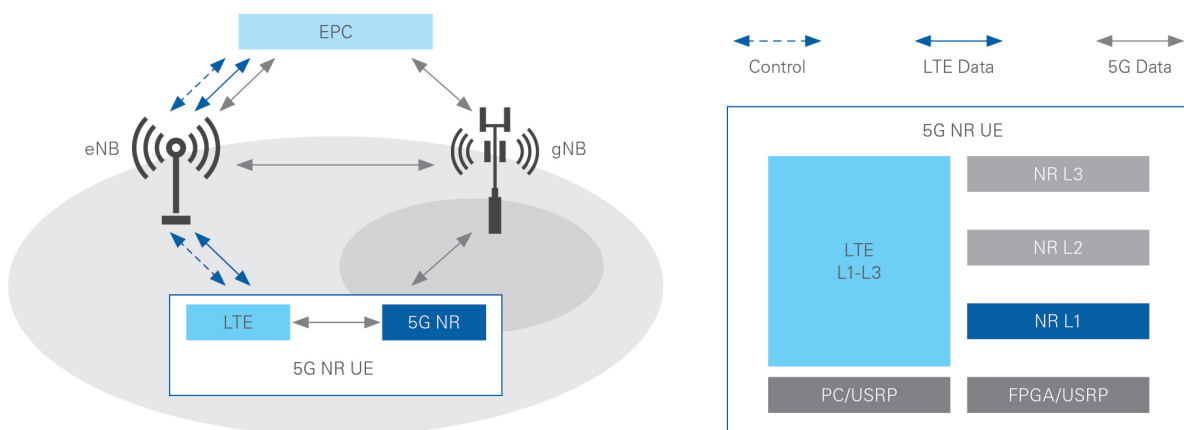 EPC
eNB
gNB
LTE
5G NR
5G NR UE
Control
LTE Data
5G Data
5G NR UE
LTE
L1-L3
NR L3
NR L2
NR L1
PC/USRP
FPGA/USRP